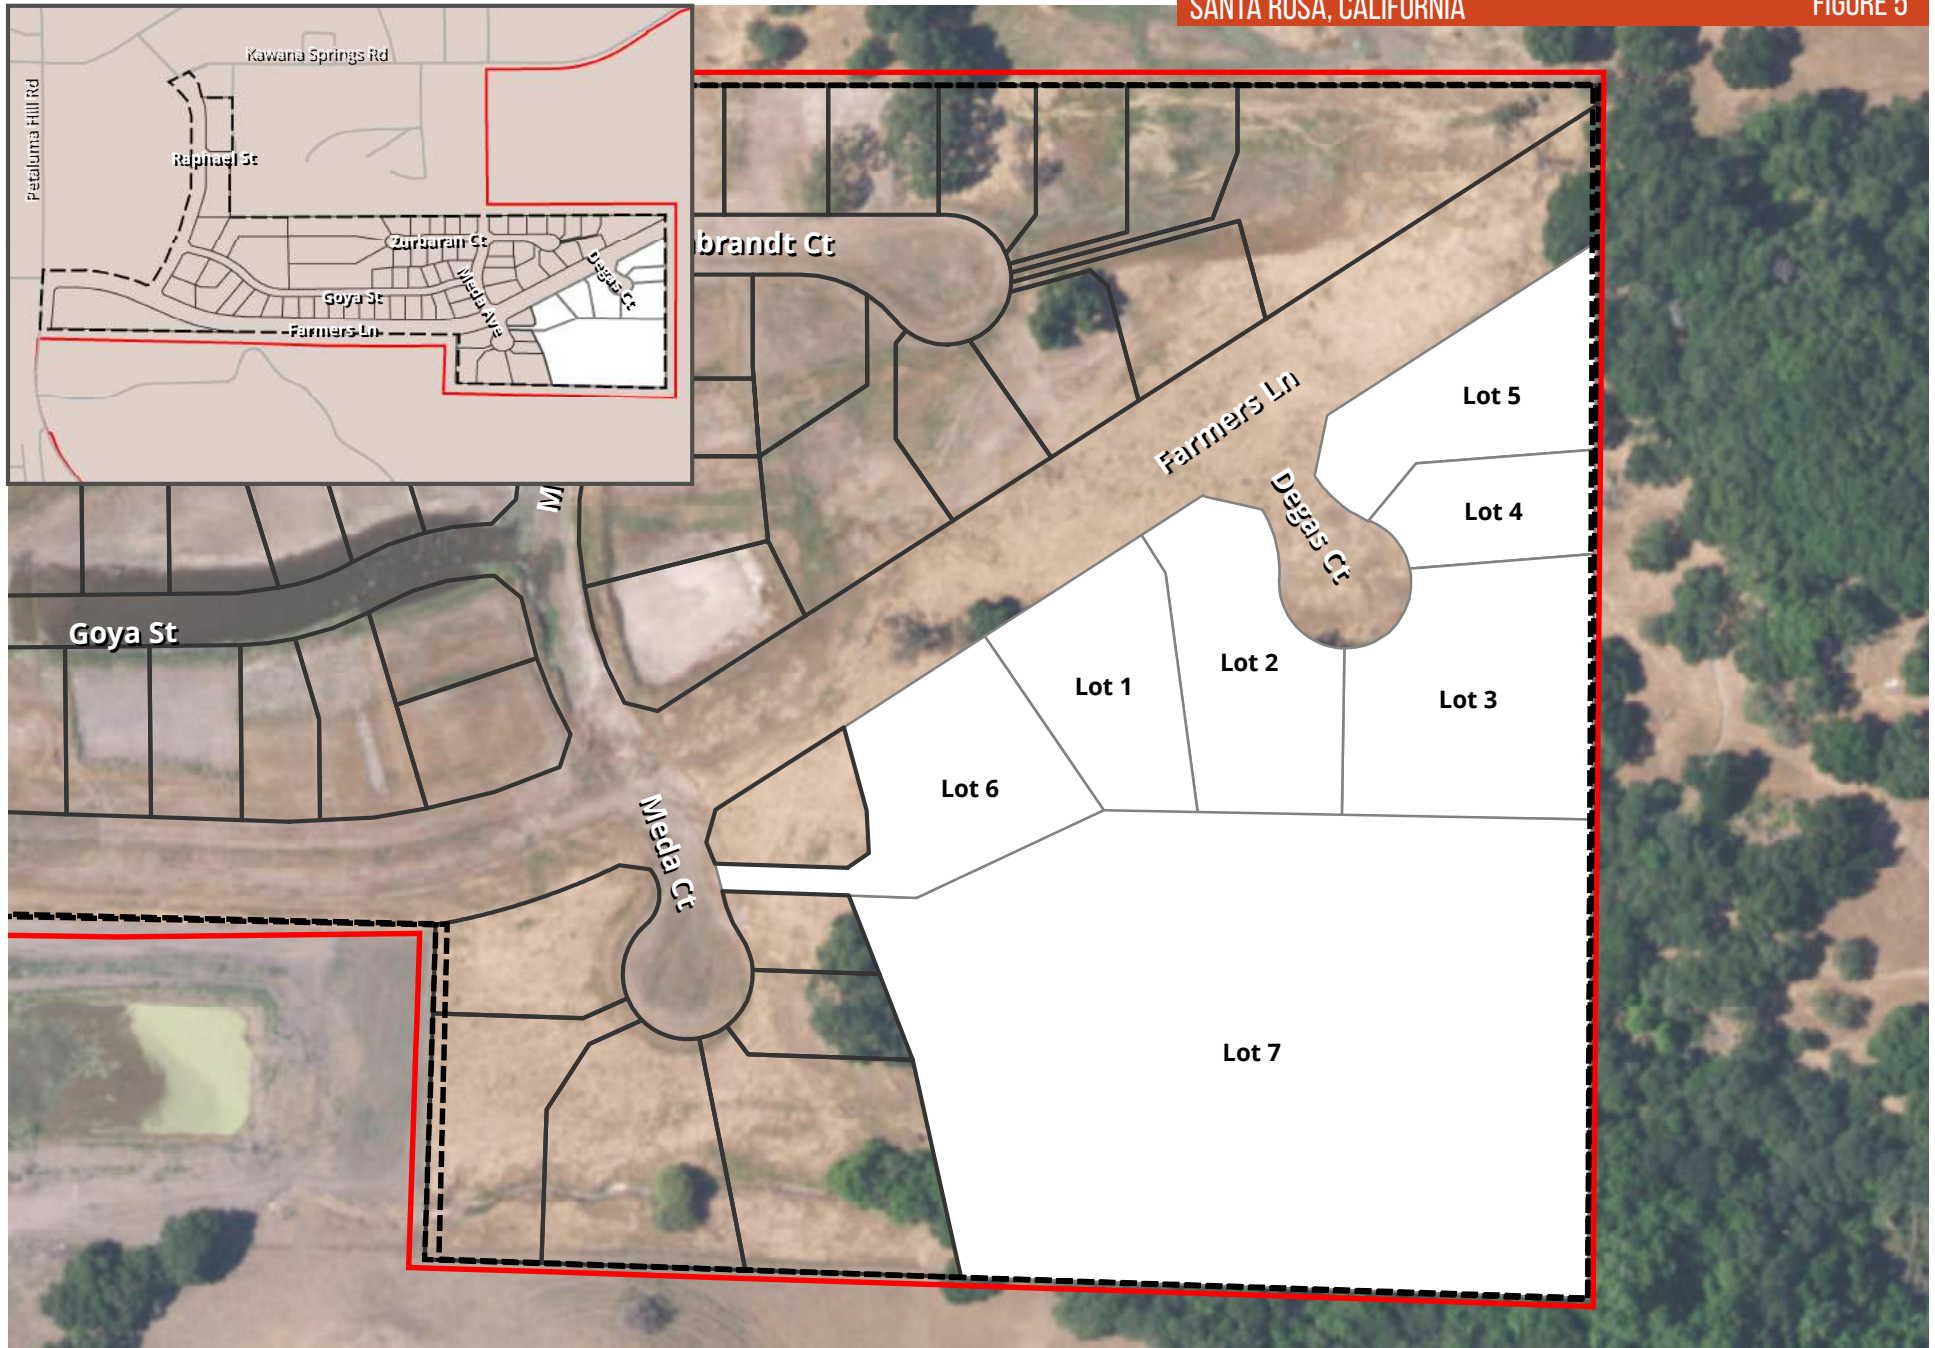 SANTA ROSA, CALIFORNIA
FIGURE 5
Kawana Springs Rd
Petaluma Hill Rd
Raphael St
Zurbaran Ct
Degas Ct
Meda Ave
Goya St
Farmers Ln
brandt Ct
Farmers Ln
Lot 5
Degas Ct
Lot 4
M
Goya St
Lot 2
Lot 1
Lot 3
Lot 6
Meda Ct
Lot 7